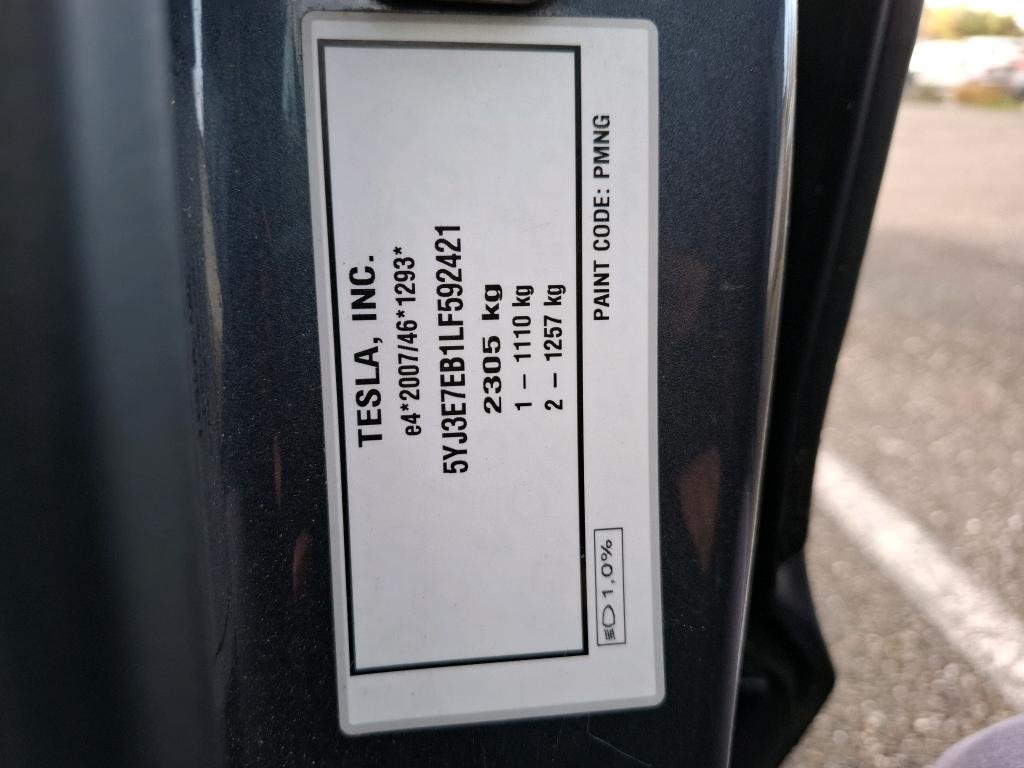 TESLA, INC.
e4*2007/46*1293*
5YJ3E7EB1LF592421
2305 kg
1 – 1110 kg
2 – 1257 kg
1,0%
PAINT CODE: PMNG